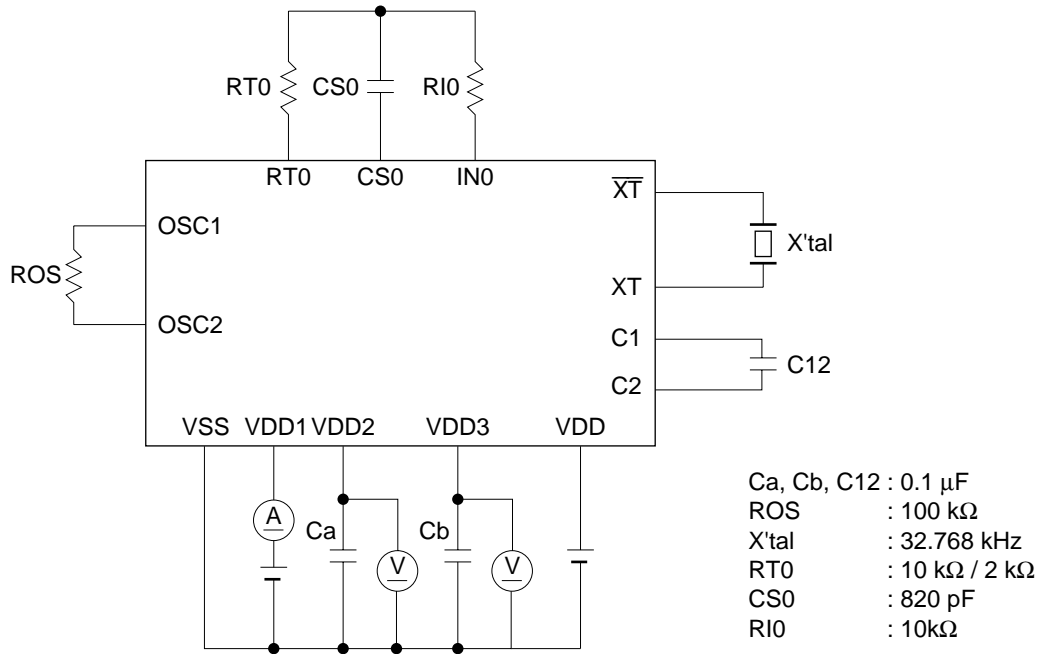 RT0 CS0 RI0
RT0 CS0 IN0
XT
OSC1
X'tal
ROS
XT
OSC2
C1
C12
C2
VSS VDD1 VDD2 VDD3 VDD
A Ca V Cb V
Ca, Cb, C12 : 0.1 μF
ROS : 100 kΩ
X'tal : 32.768 kHz
RT0 : 10 kΩ / 2 kΩ
CS0 : 820 pF
RI0 : 10kΩ